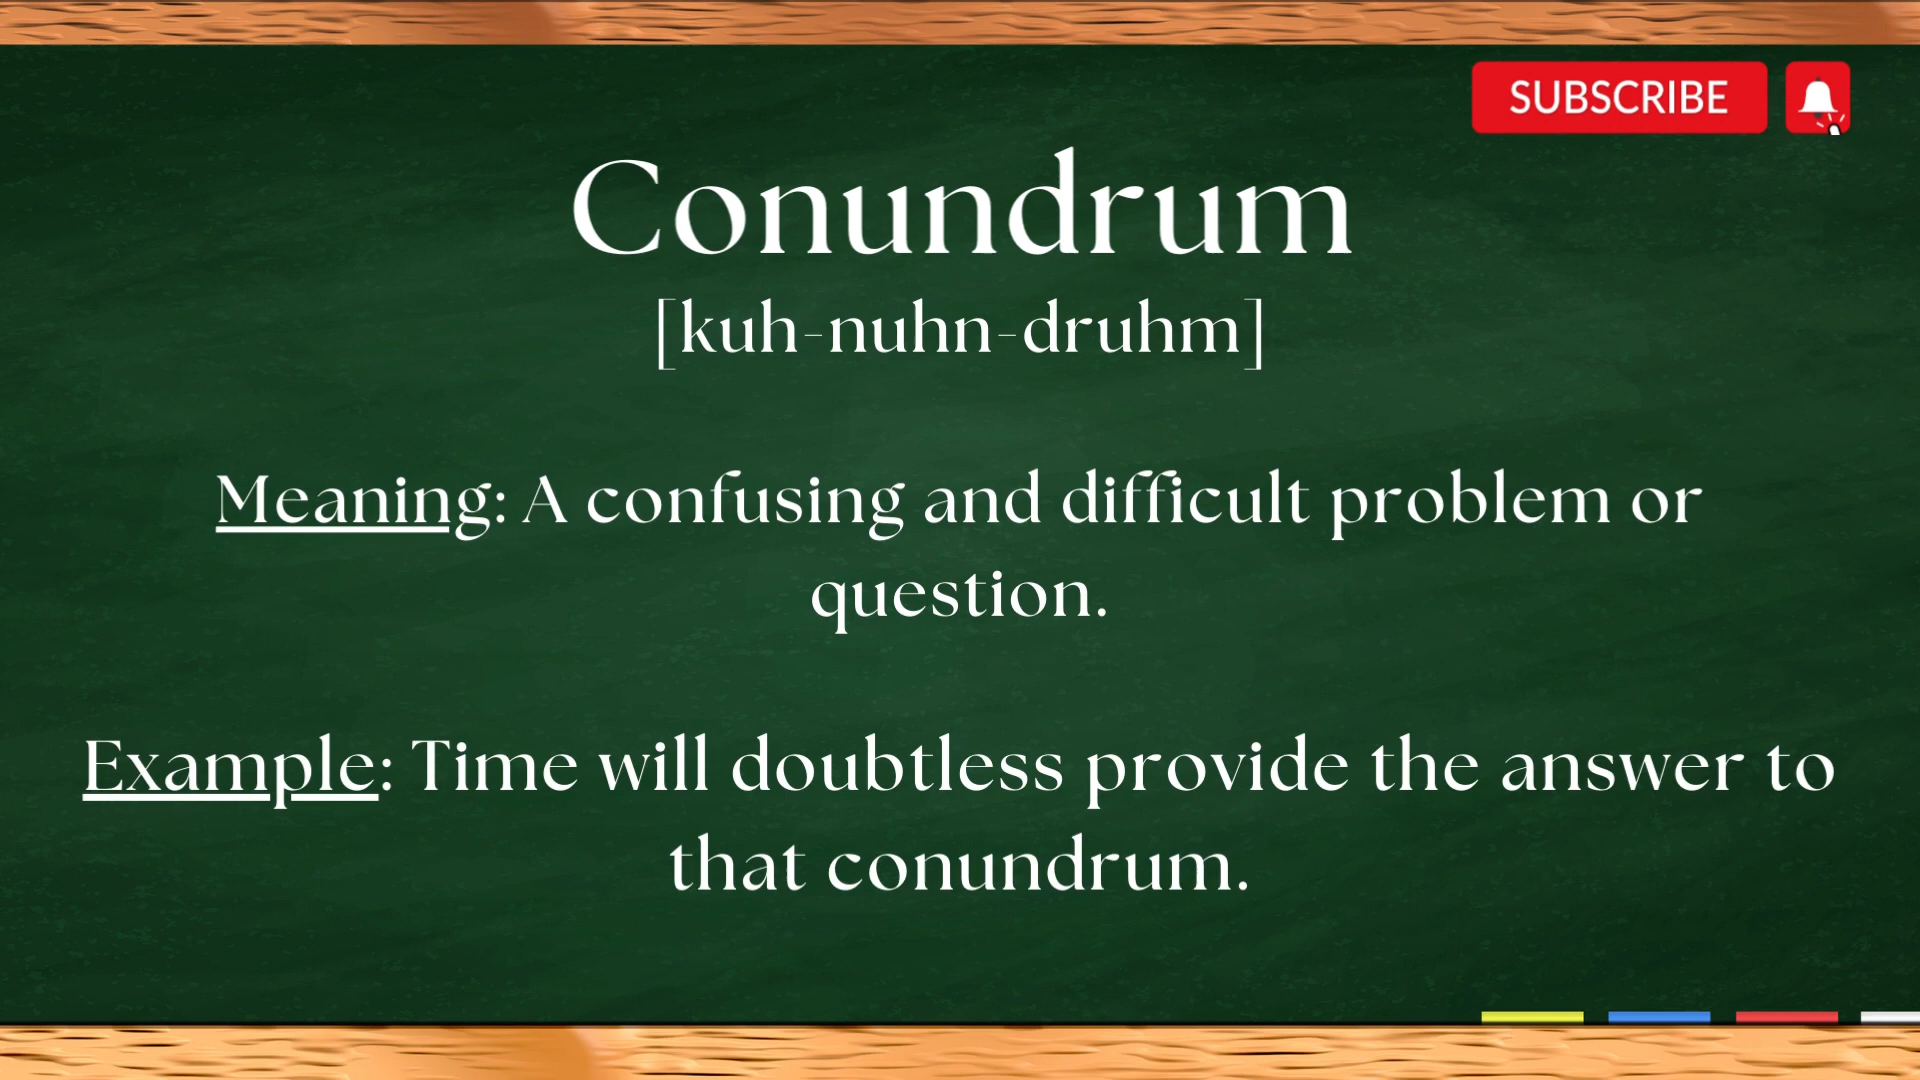 SUBSCRIBE
Conundrum
[kuh-nuhn-druhm]
Meaning: A confusing and difficult problem or
question.
Example: Time will doubtless provide the answer to
that conundrum.